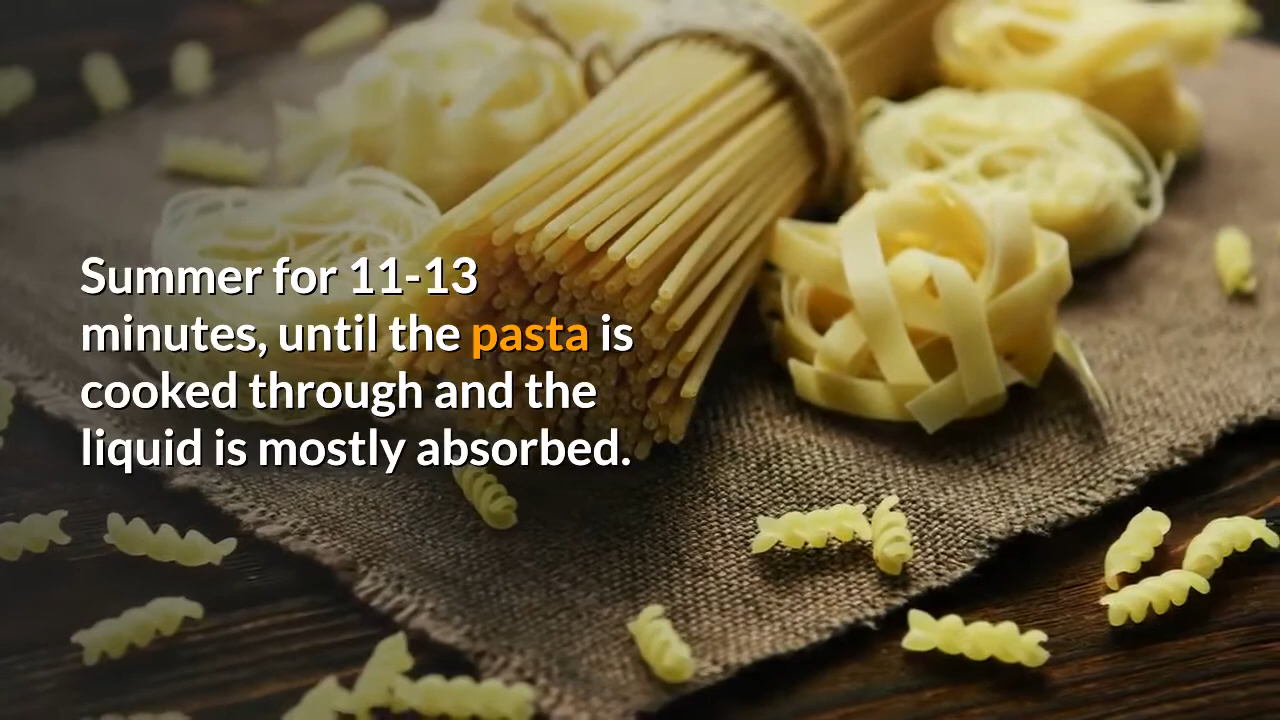 Summer for 11-13
minutes, until the pasta is
cooked through and the
liquid is mostly absorbed.